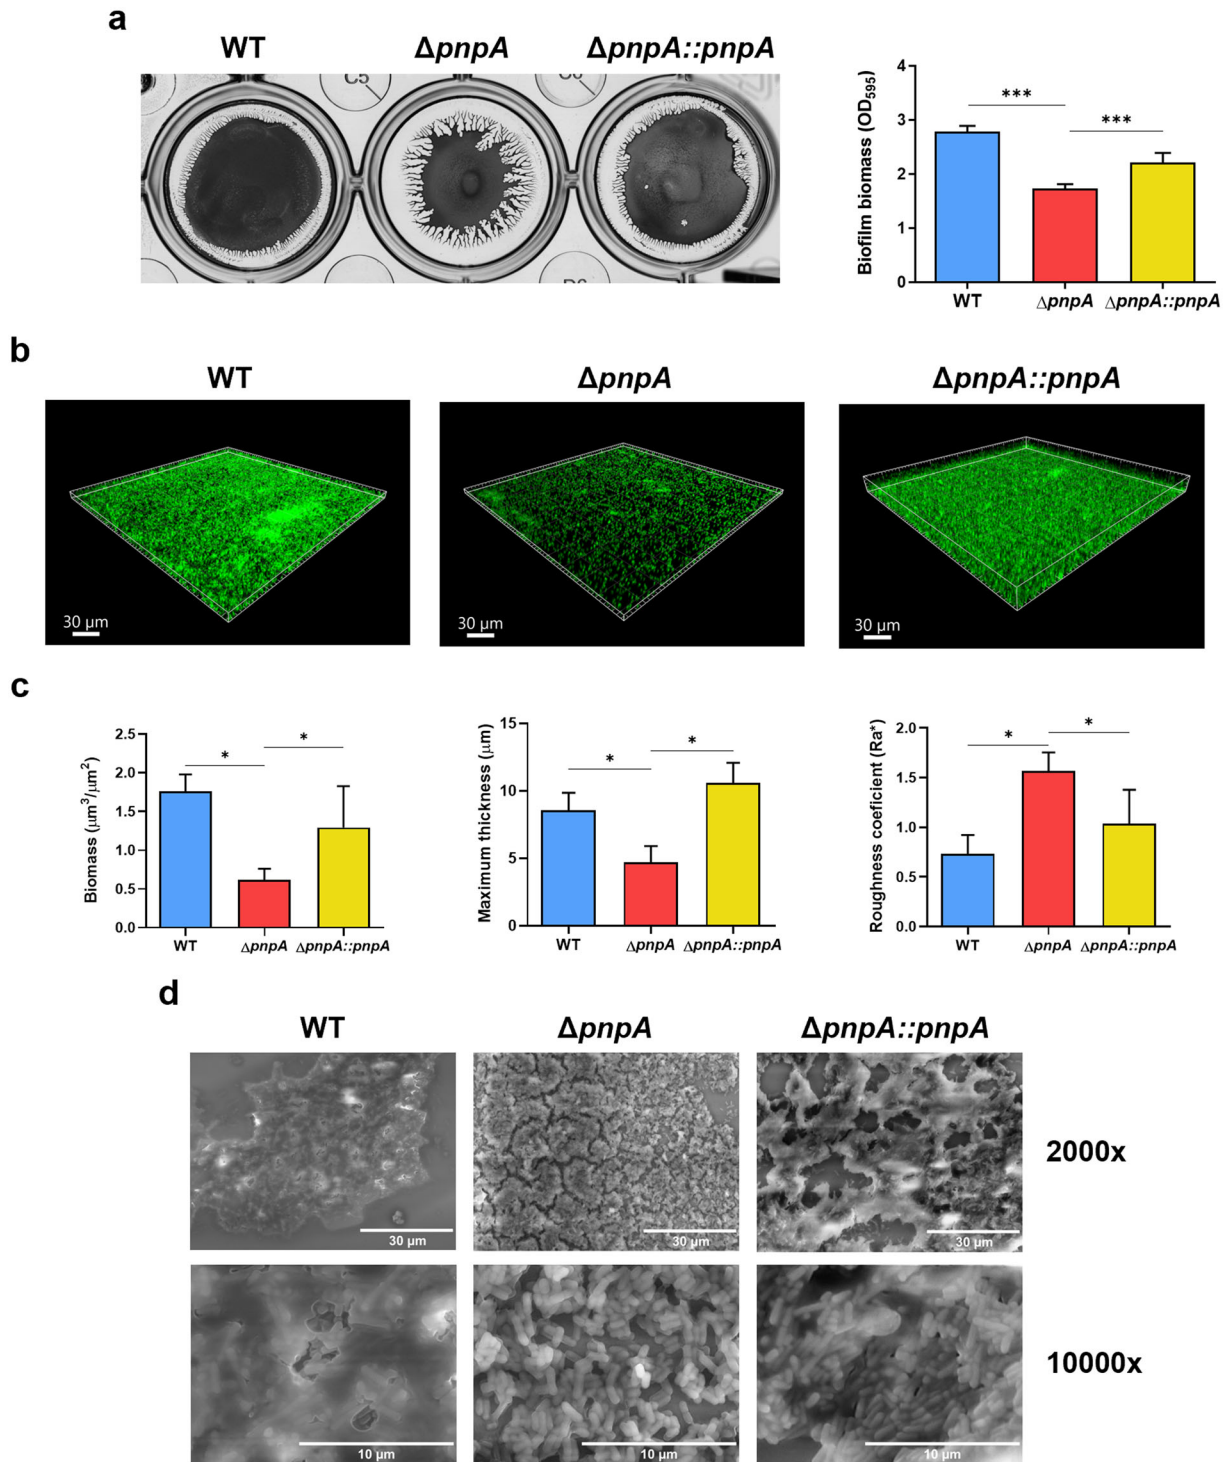 a
WT ΔpnpA ΔpnpA::pnpA
C5
Biofilm biomass (OD595)
4
3
2
1
0
*** ***
WT ΔpnpA ΔpnpA::pnpA
b
WT ΔpnpA ΔpnpA::pnpA
30 µm 30 µm 30 µm
c
Biomass (µm³/µm²)
2.5
2.0
1.5
1.0
0.5
0.0
* *
WT ΔpnpA ΔpnpA::pnpA
Maximum thickness (µm)
15
10
5
0
* *
WT ΔpnpA ΔpnpA::pnpA
Roughness coeficient (Ra*)
2.0
1.5
1.0
0.5
0.0
* *
WT ΔpnpA ΔpnpA::pnpA
d
WT ΔpnpA ΔpnpA::pnpA
30 µm 30 µm 30 µm
2000x
10 µm 10 µm 10 µm
10000x